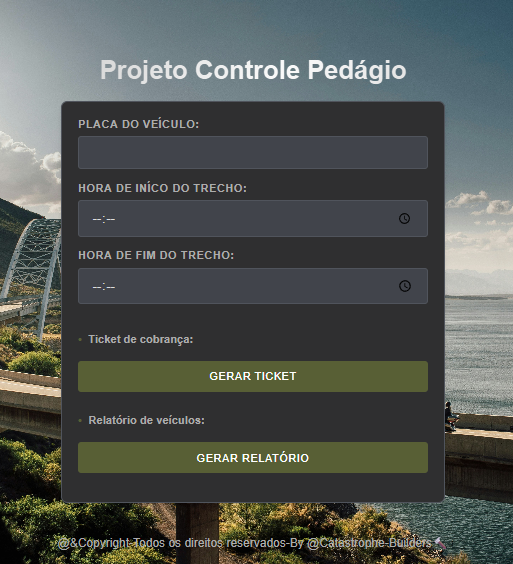 Projeto Controle Pedágio
PLACA DO VEÍCULO:
HORA DE INÍCO DO TRECHO:
--:--
HORA DE FIM DO TRECHO:
--:--
• Ticket de cobrança:
GERAR TICKET
• Relatório de veículos:
GERAR RELATÓRIO
@&Copyright-Todos os direitos reservados-By @Catastrophe-Builders